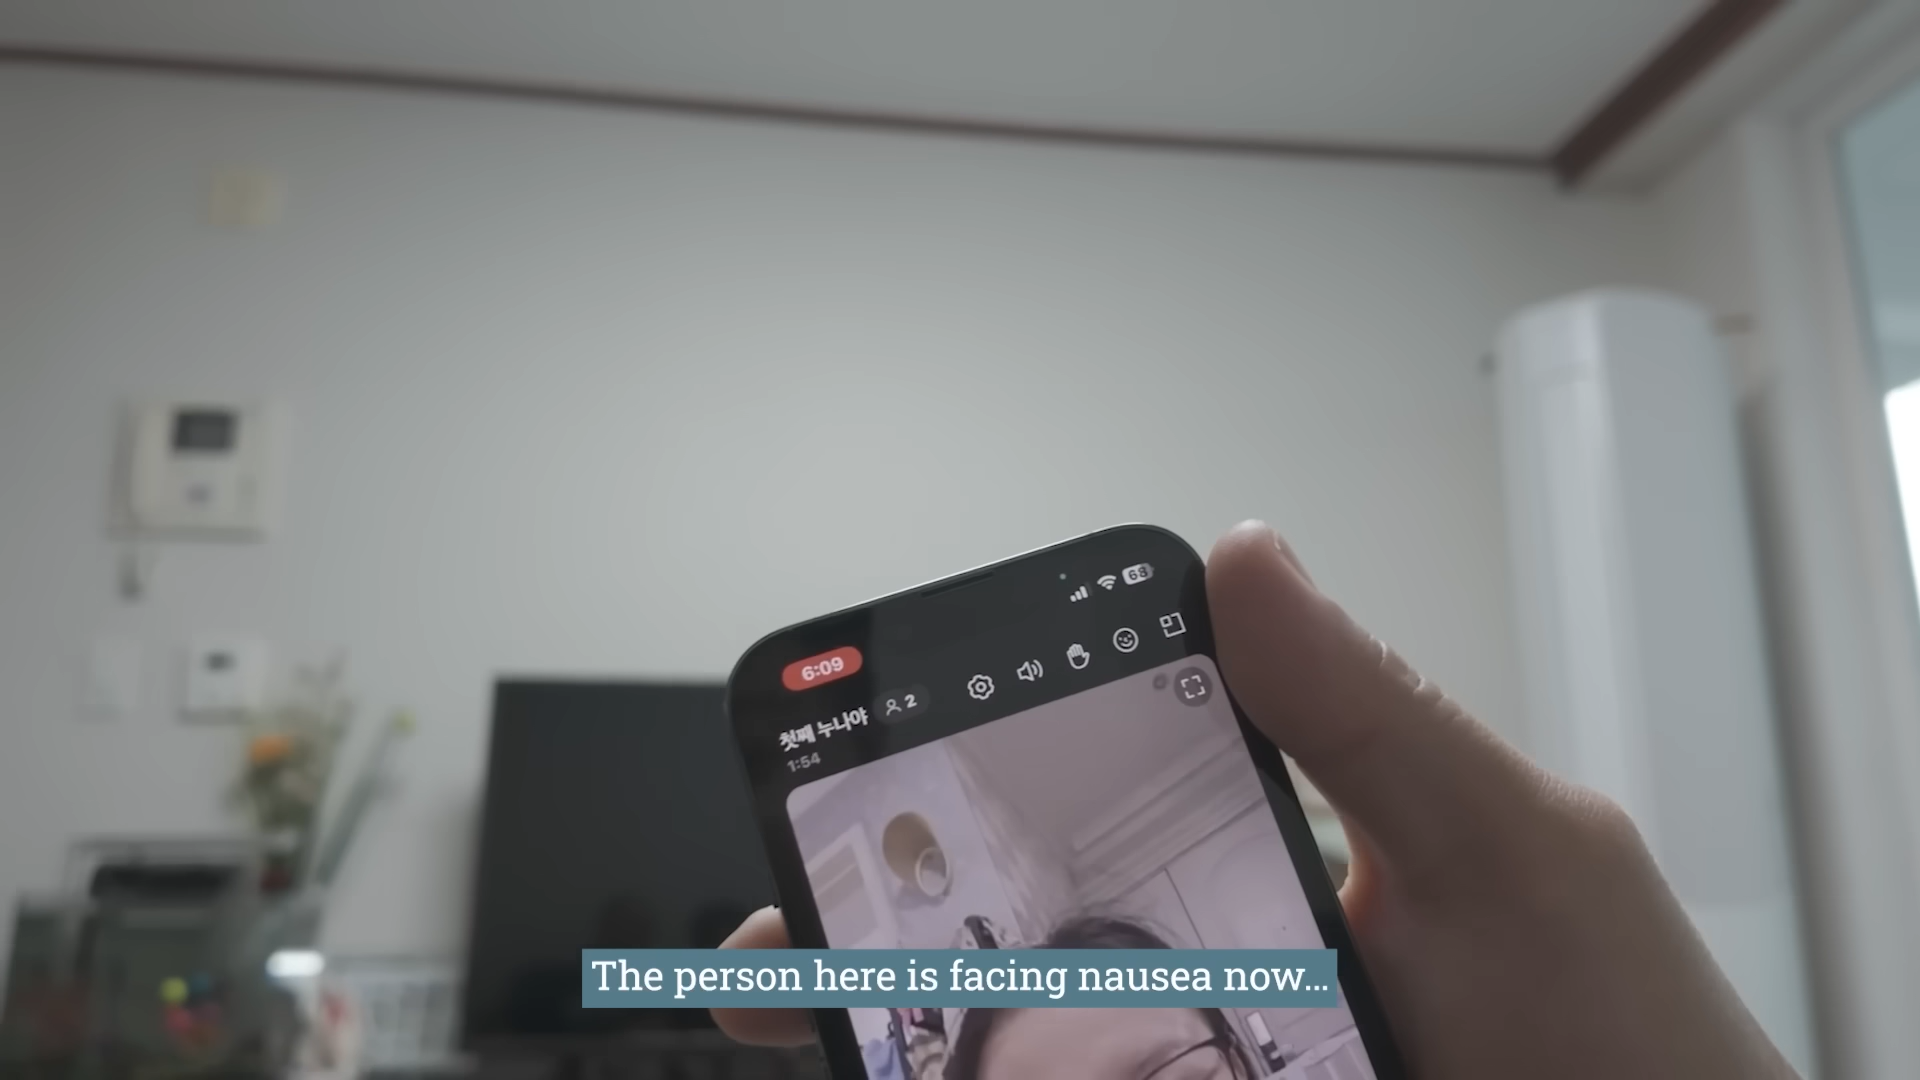 68
6:09
2
첫째 누나야
1:54
The person here is facing nausea now...